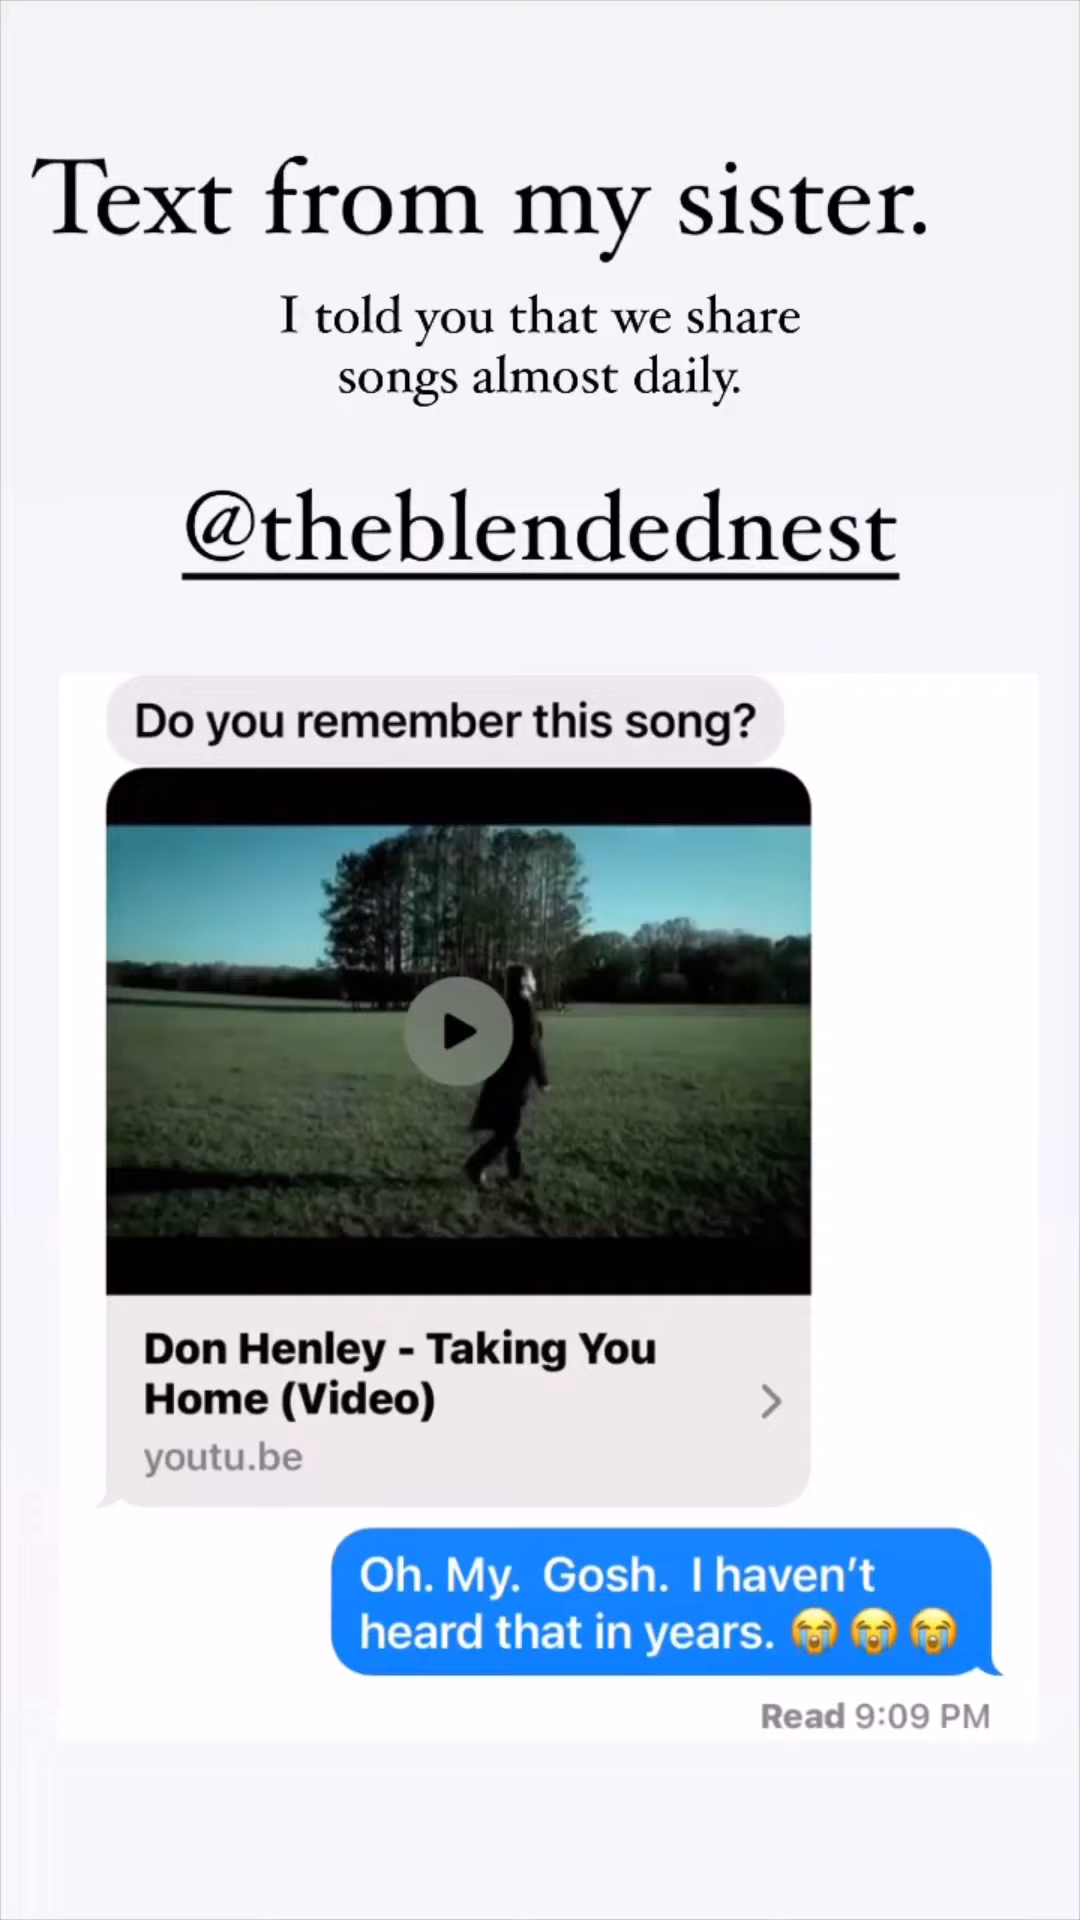 Text from my sister.
I told you that we share
songs almost daily.
@theblendednest
Do you remember this song?
Don Henley - Taking You
Home (Video)
youtu.be
Oh. My.  Gosh.  I haven’t
heard that in years. 😭😭😭
Read 9:09 PM